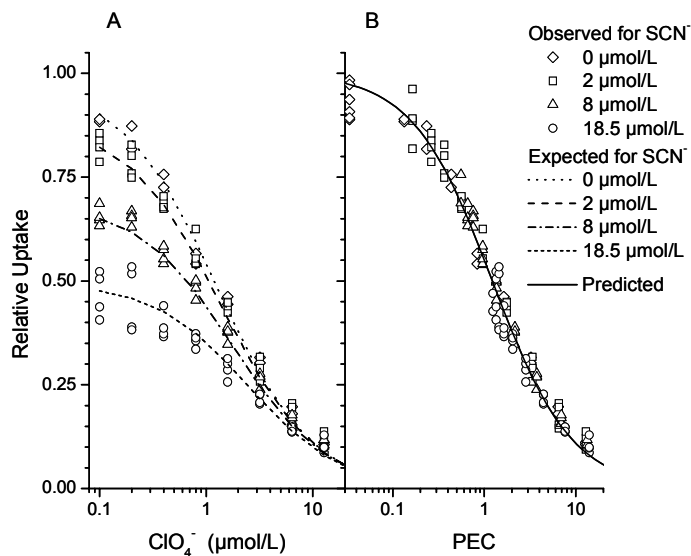 A
B
Observed for SCN⁻
0 µmol/L
2 µmol/L
8 µmol/L
18.5 µmol/L
Expected for SCN⁻
0 µmol/L
2 µmol/L
8 µmol/L
18.5 µmol/L
Predicted
Relative Uptake
1.00
0.75
0.50
0.25
0.00
0.1 1 10
0.1 1 10
ClO₄⁻ (µmol/L)
PEC